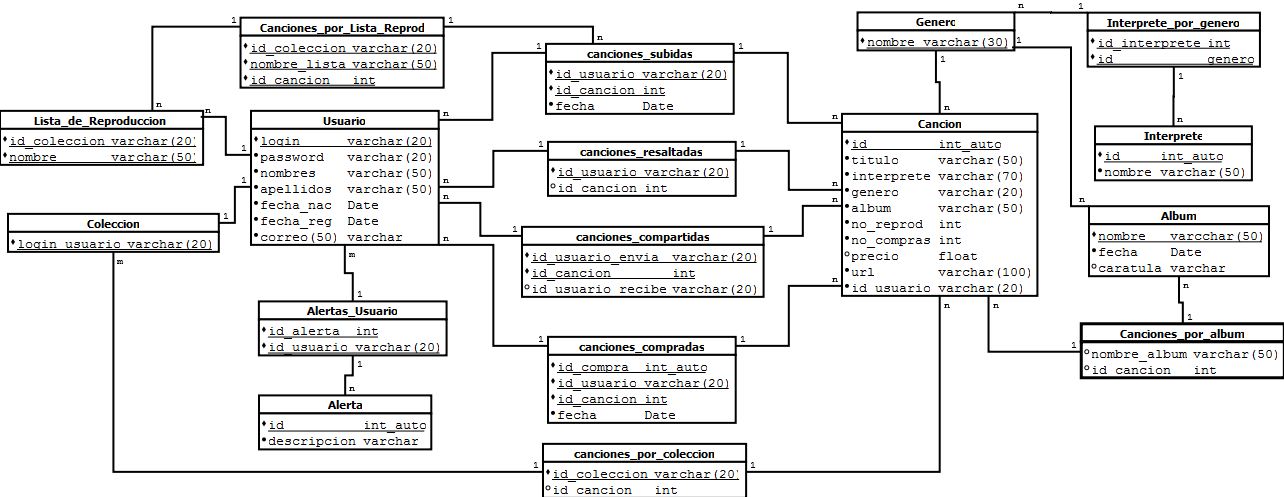 Canciones_por_Lista_Reprod
id_coleccion varchar(20)
nombre_lista varchar(50)
id_cancion int
canciones_subidas
id_usuario varchar(20)
id_cancion int
fecha Date
Genero
nombre varchar(30)
Interprete_por_genero
id_interprete int
id genero
Lista_de_Reproduccion
id_coleccion varchar(20)
nombre varchar(50)
Usuario
login varchar(20)
password varchar(20)
nombres varchar(50)
apellidos varchar(50)
fecha_nac Date
fecha_reg Date
correo(50) varchar
canciones_resaltadas
id_usuario varchar(20)
id_cancion int
Cancion
id int_auto
titulo varchar(50)
interprete varchar(70)
genero varchar(20)
album varchar(50)
no_reprod int
no_compras int
precio float
url varchar(100)
id_usuario varchar(20)
Interprete
id int_auto
nombre varchar(50)
Coleccion
login_usuario varchar(20)
canciones_compartidas
id_usuario_envia varchar(20)
id_cancion int
id_usuario_recibe varchar(20)
Album
nombre varcchar(50)
fecha Date
caratula varchar
Alertas_Usuario
id_alerta int
id_usuario varchar(20)
canciones_compradas
id_compra int_auto
id_usuario varchar(20)
id_cancion int
fecha Date
Canciones_por_album
nombre_album varchar(50)
id_cancion int
Alerta
id int_auto
descripcion varchar
canciones_por_coleccion
id_coleccion varchar(20)
id_cancion int
1
1
n
n
1
n
1
n
1
n
1
n
1
n
1
n
1
n
n
1
n
1
n
1
n
1
n
1
n
1
n
1
m
1
1
n
m
1
1
n
n
1
n
1